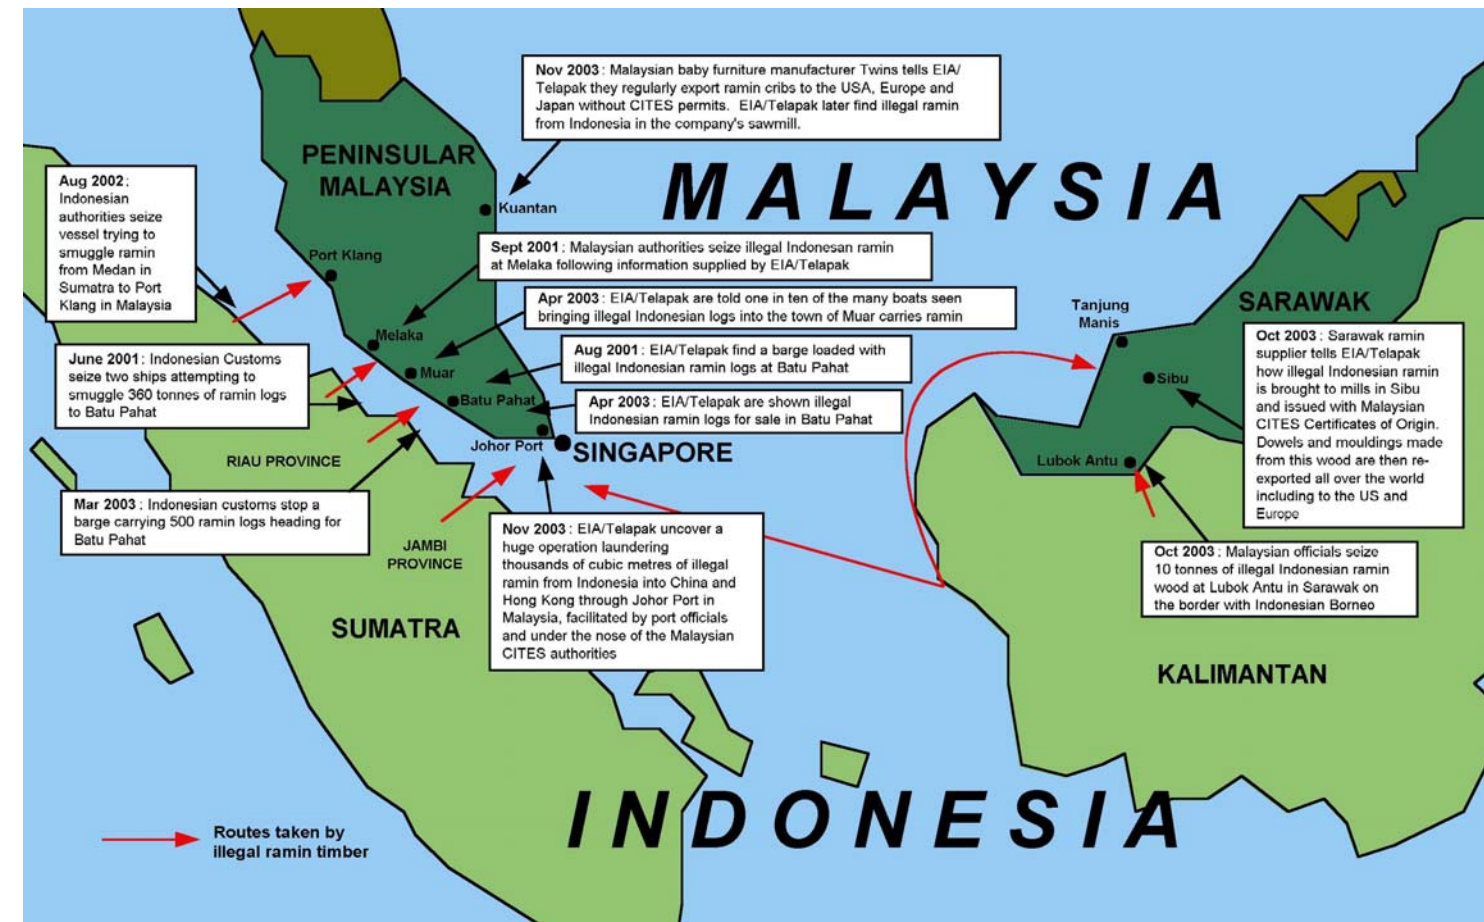 Nov 2003 : Malaysian baby furniture manufacturer Twins tells EIA/
Telapak they regularly export ramin cribs to the USA, Europe and
Japan without CITES permits. EIA/Telapak later find illegal ramin
from Indonesia in the company's sawmill.
PENINSULAR
MALAYSIA
MALAYSIA
Aug 2002 :
Indonesian
authorities seize
vessel trying to
smuggle ramin
from Medan in
Sumatra to Port
Klang in Malaysia
Kuantan
Port Klang
Sept 2001 : Malaysian authorities seize illegal Indonesan ramin
at Melaka following information supplied by EIA/Telapak
Apr 2003 : EIA/Telapak are told one in ten of the many boats seen
bringing illegal Indonesian logs into the town of Muar carries ramin
Tanjung
Manis
SARAWAK
Melaka
Aug 2001 : EIA/Telapak find a barge loaded with
illegal Indonesian ramin logs at Batu Pahat
June 2001 : Indonesian Customs
seize two ships attempting to
smuggle 360 tonnes of ramin logs
to Batu Pahat
Muar
Sibu
Oct 2003 : Sarawak ramin
supplier tells EIA/Telapak
how illegal Indonesian ramin
is brought to mills in Sibu
and issued with Malaysian
CITES Certificates of Origin.
Dowels and mouldings made
from this wood are then re-
exported all over the world
including to the US and
Europe
Batu Pahat
Apr 2003 : EIA/Telapak are shown illegal
Indonesian ramin logs for sale in Batu Pahat
Johor Port
SINGAPORE
RIAU PROVINCE
Lubok Antu
Mar 2003 : Indonesian customs stop a
barge carrying 500 ramin logs heading for
Batu Pahat
Nov 2003 : EIA/Telapak uncover a
huge operation laundering
thousands of cubic metres of illegal
ramin from Indonesia into China and
Hong Kong through Johor Port in
Malaysia, facilitated by port officials
and under the nose of the Malaysian
CITES authorities
JAMBI
PROVINCE
Oct 2003 : Malaysian officials seize
10 tonnes of illegal Indonesian ramin
wood at Lubok Antu in Sarawak on
the border with Indonesian Borneo
SUMATRA
KALIMANTAN
INDONESIA
Routes taken by
illegal ramin timber